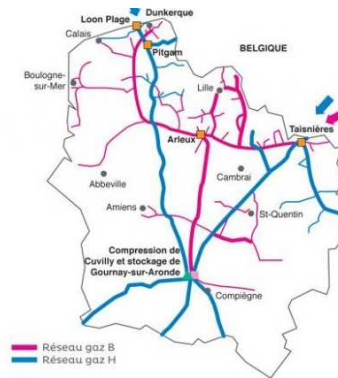 Loon Plage
Dunkerque
Calais
Pitgam
BELGIQUE
Boulogne-
sur-Mer
Lille
Taisnières
Arleux
Cambrai
Abbeville
Amiens
St-Quentin
Compression de
Cuvilly et stockage de
Gournay-sur-Aronde
Compiègne
Réseau gaz B
Réseau gaz H